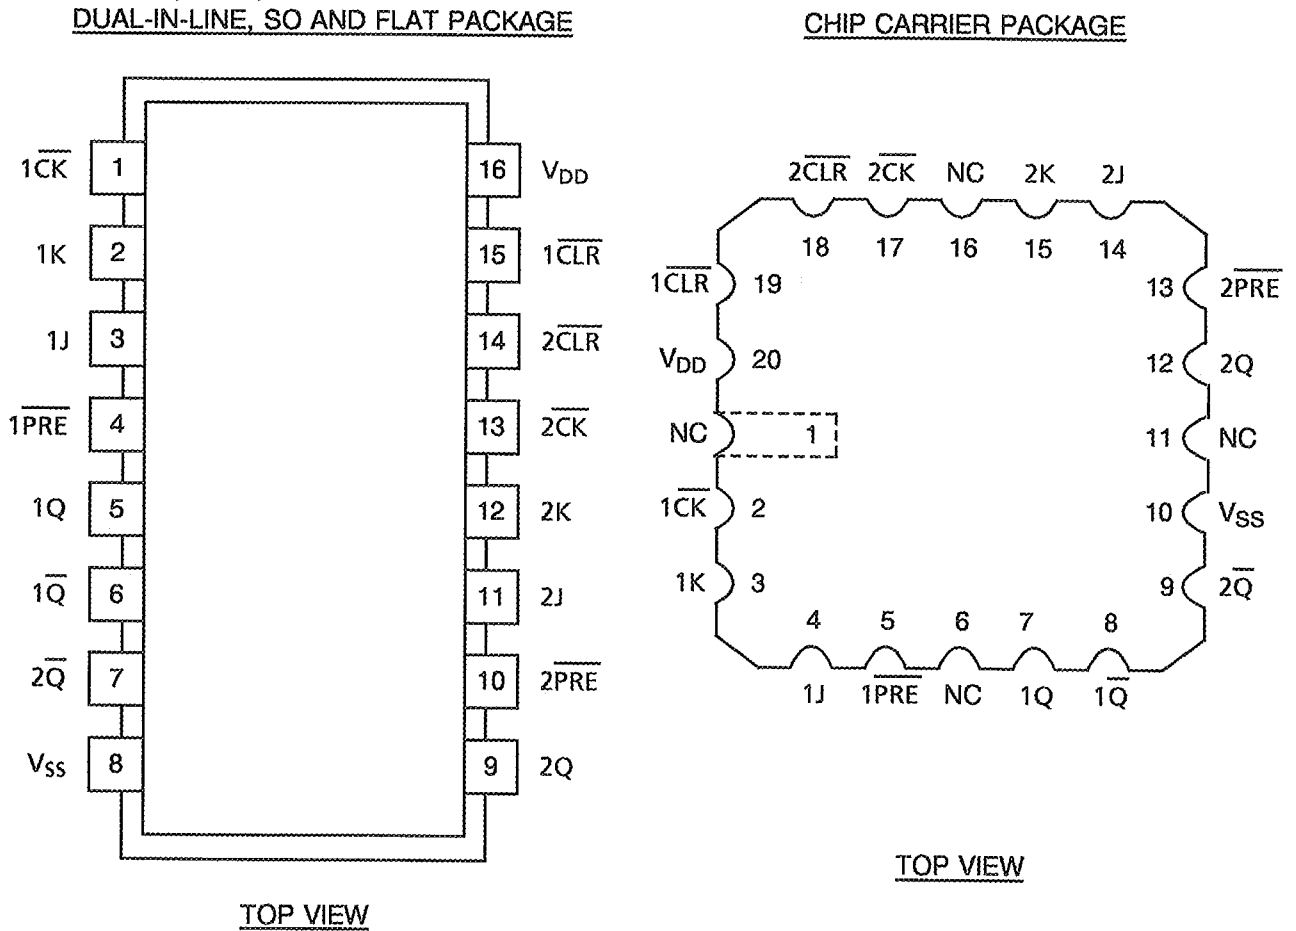 DUAL-IN-LINE, SO AND FLAT PACKAGE
1C̅K̅ 1 16 VDD
1K 2 15 1C̅L̅R̅
1J 3 14 2C̅L̅R̅
1P̅R̅E̅ 4 13 2C̅K̅
1Q 5 12 2K
1Q̅ 6 11 2J
2Q̅ 7 10 2P̅R̅E̅
VSS 8 9 2Q
TOP VIEW
CHIP CARRIER PACKAGE
2C̅L̅R̅ 2C̅K̅ NC 2K 2J
18 17 16 15 14
1C̅L̅R̅ 19 13 2P̅R̅E̅
VDD 20 12 2Q
NC 1 11 NC
1C̅K̅ 2 10 VSS
1K 3 9 2Q̅
4 5 6 7 8
1J 1P̅R̅E̅ NC 1Q 1Q̅
TOP VIEW